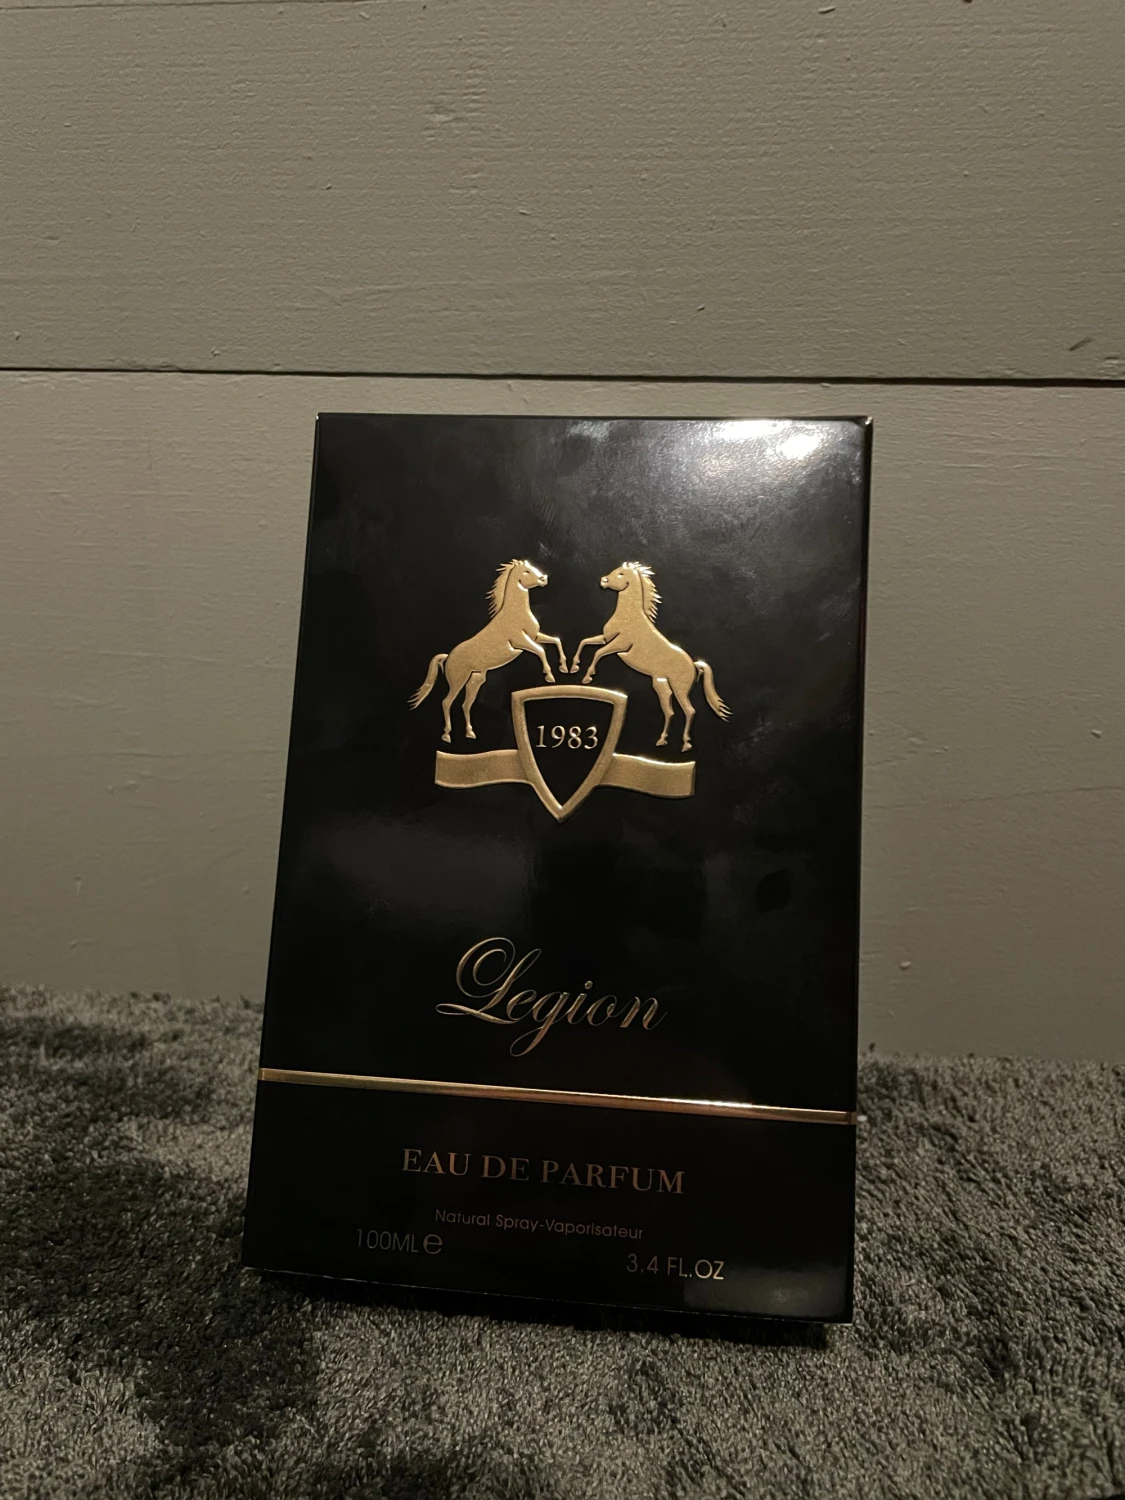 1983
Legion
EAU DE PARFUM
Natural Spray-Vaporisateur
100ML e
3.4 FL.OZ